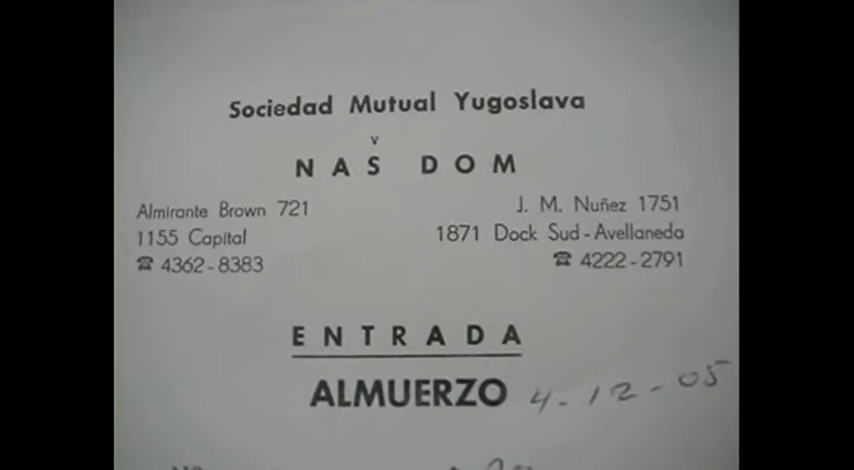 Sociedad Mutual Yugoslava
v
NAS DOM
Almirante Brown 721
1155 Capital
☎ 4362-8383
J. M. Nuñez 1751
1871 Dock Sud-Avellaneda
☎ 4222-2791
ENTRADA
ALMUERZO 4-12-05